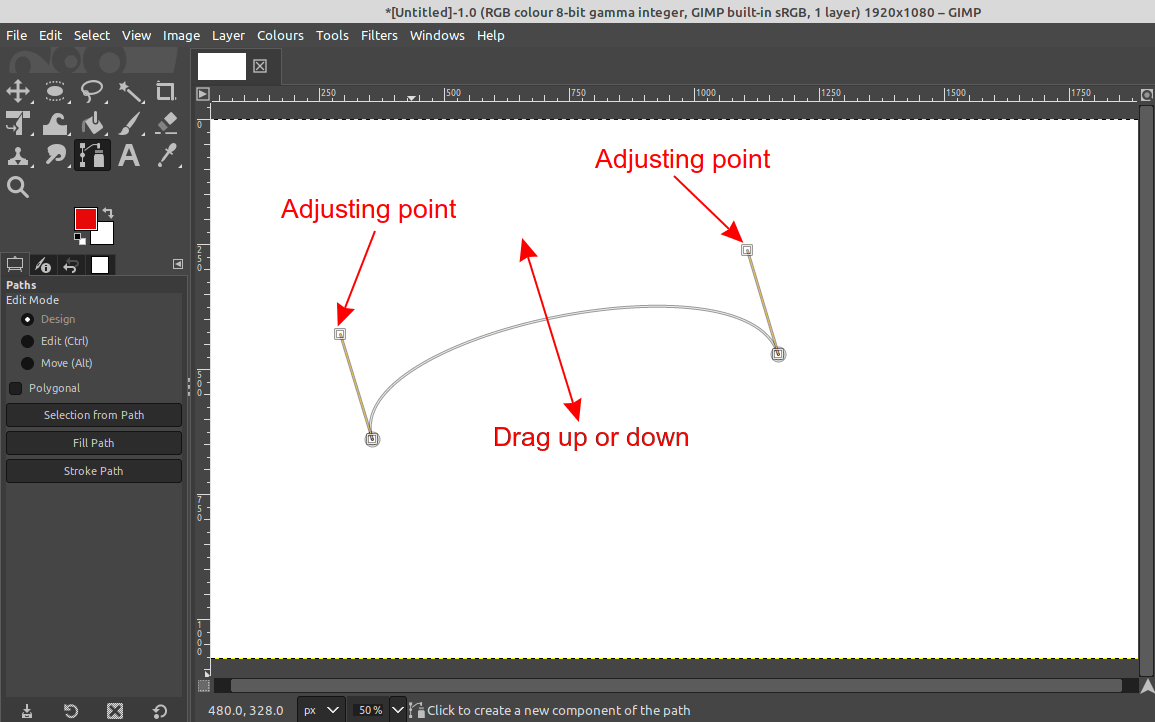 *[Untitled]-1.0 (RGB colour 8-bit gamma integer, GIMP built-in sRGB, 1 layer) 1920x1080 – GIMP
File Edit Select View Image Layer Colours Tools Filters Windows Help
250 500 750 1000 1250 1500 1750
0
250
500
750
1000
Adjusting point
Adjusting point
Drag up or down
Paths
Edit Mode
Design
Edit (Ctrl)
Move (Alt)
Polygonal
Selection from Path
Fill Path
Stroke Path
480.0, 328.0 px 50 % Click to create a new component of the path